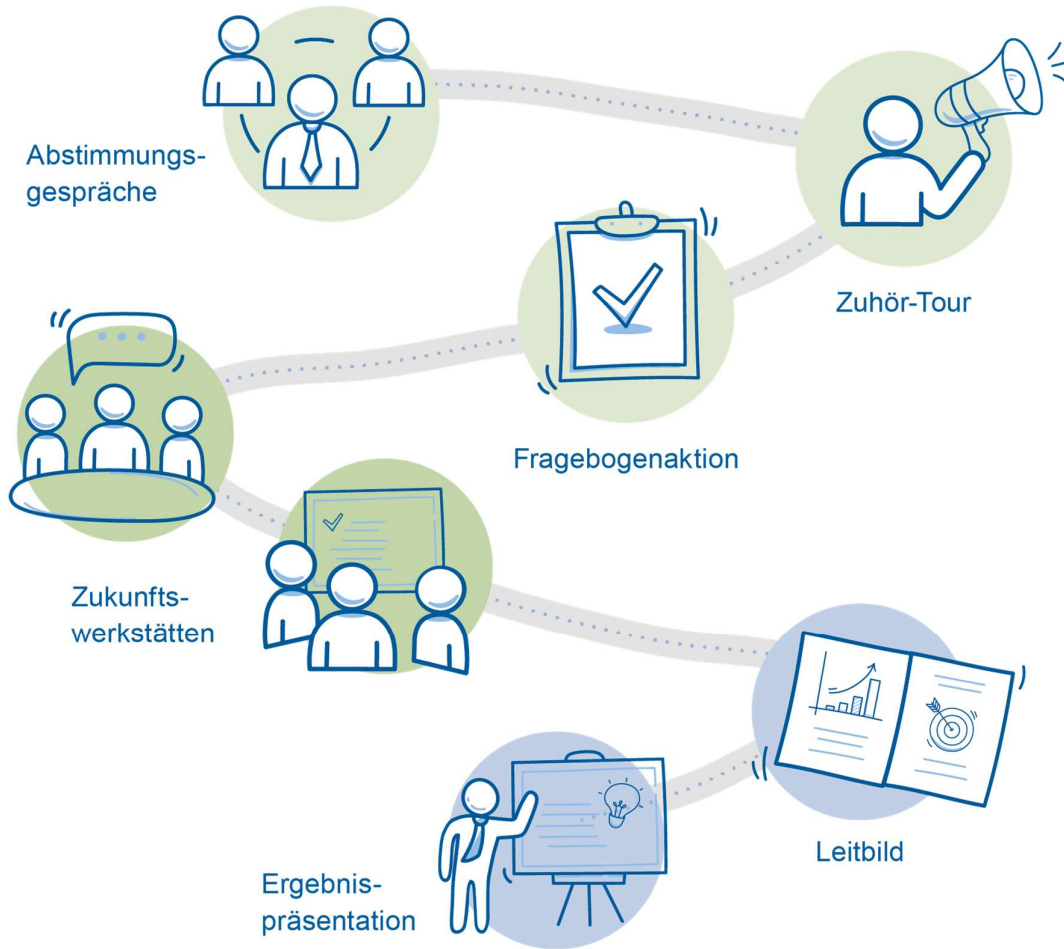 Abstimmungs-
gespräche
Zuhör-Tour
Fragebogenaktion
Zukunfts-
werkstätten
Leitbild
Ergebnis-
präsentation